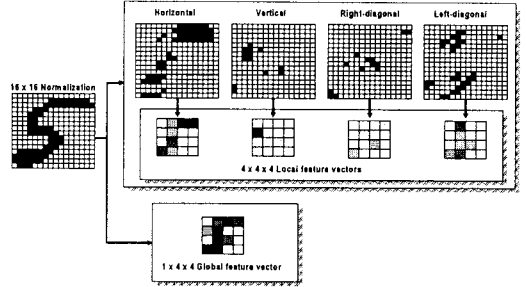 Horizontal
Vertical
Right-diagonal
Left-diagonal
16 x 16 Normalization
4 x 4 x 4 Local feature vectors
1 x 4 x 4 Global feature vector